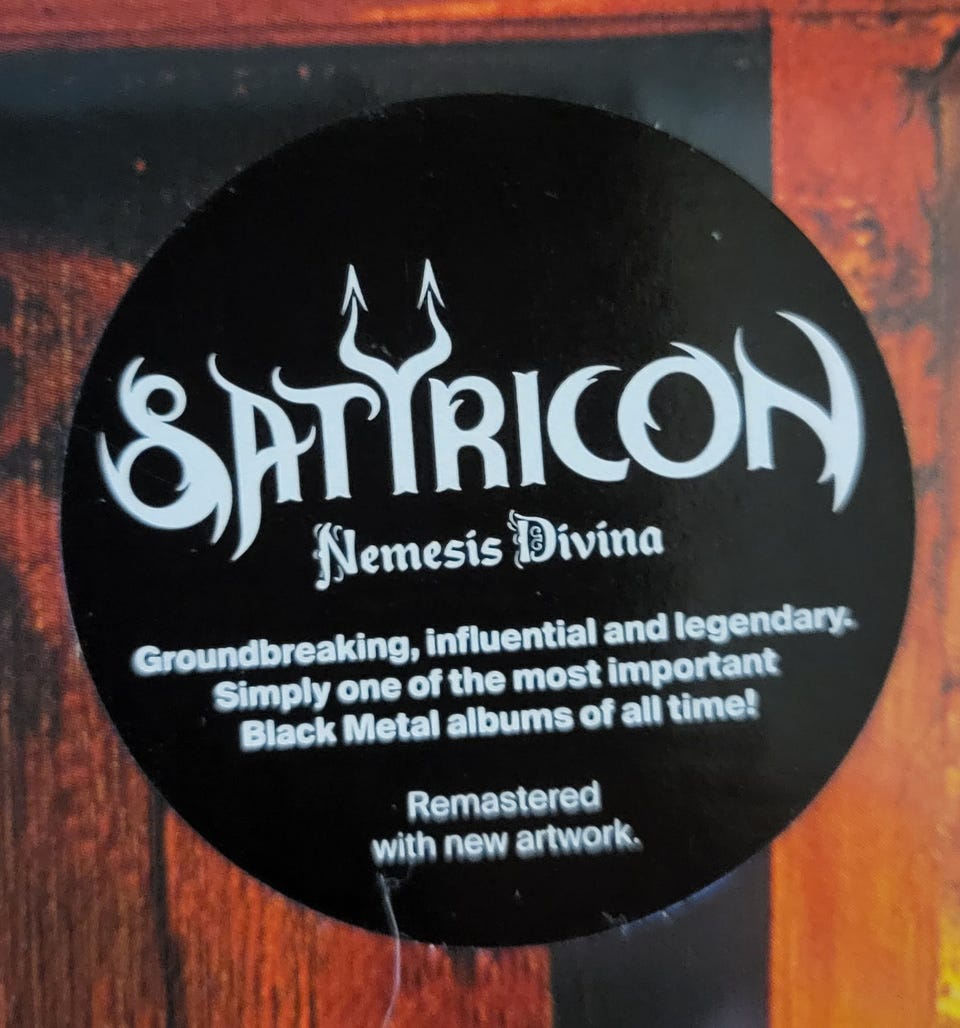 SATYRICON
Nemesis Divina
Groundbreaking, influential and legendary.
Simply one of the most important
Black Metal albums of all time!
Remastered
with new artwork.